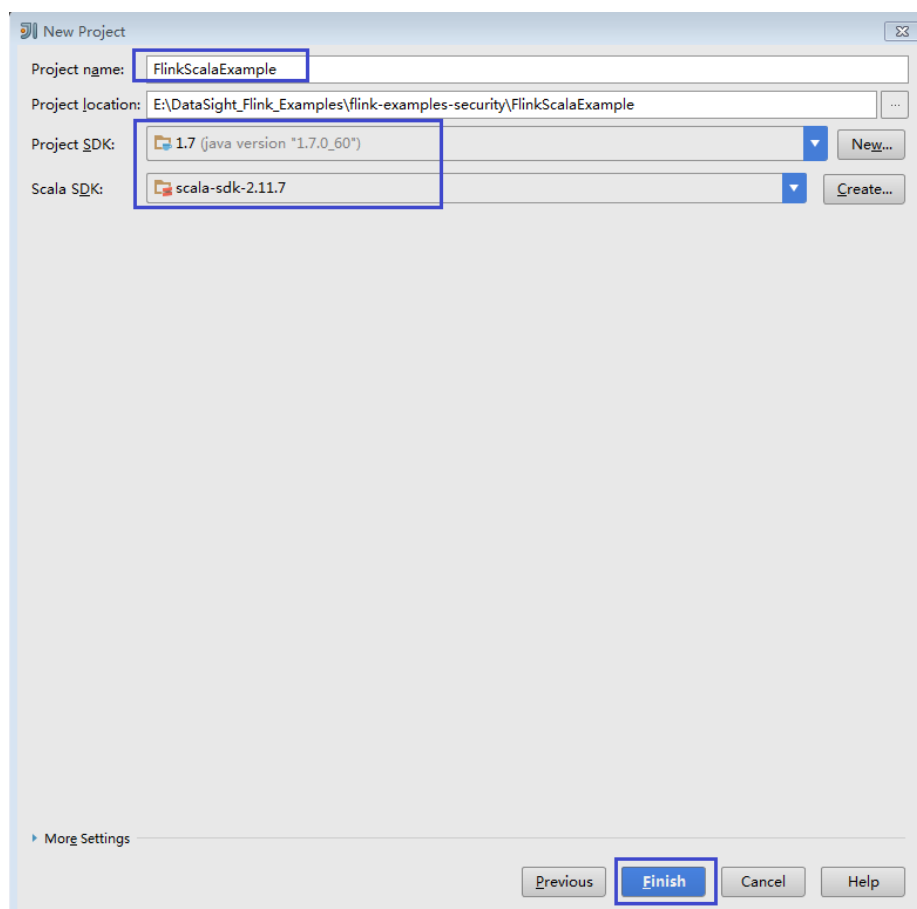 New Project
Project name: FlinkScalaExample
Project location: E:\DataSight_Flink_Examples\flink-examples-security\FlinkScalaExample ...
Project SDK: 1.7 (java version "1.7.0_60") New...
Scala SDK: scala-sdk-2.11.7 Create...
More Settings
Previous Finish Cancel Help